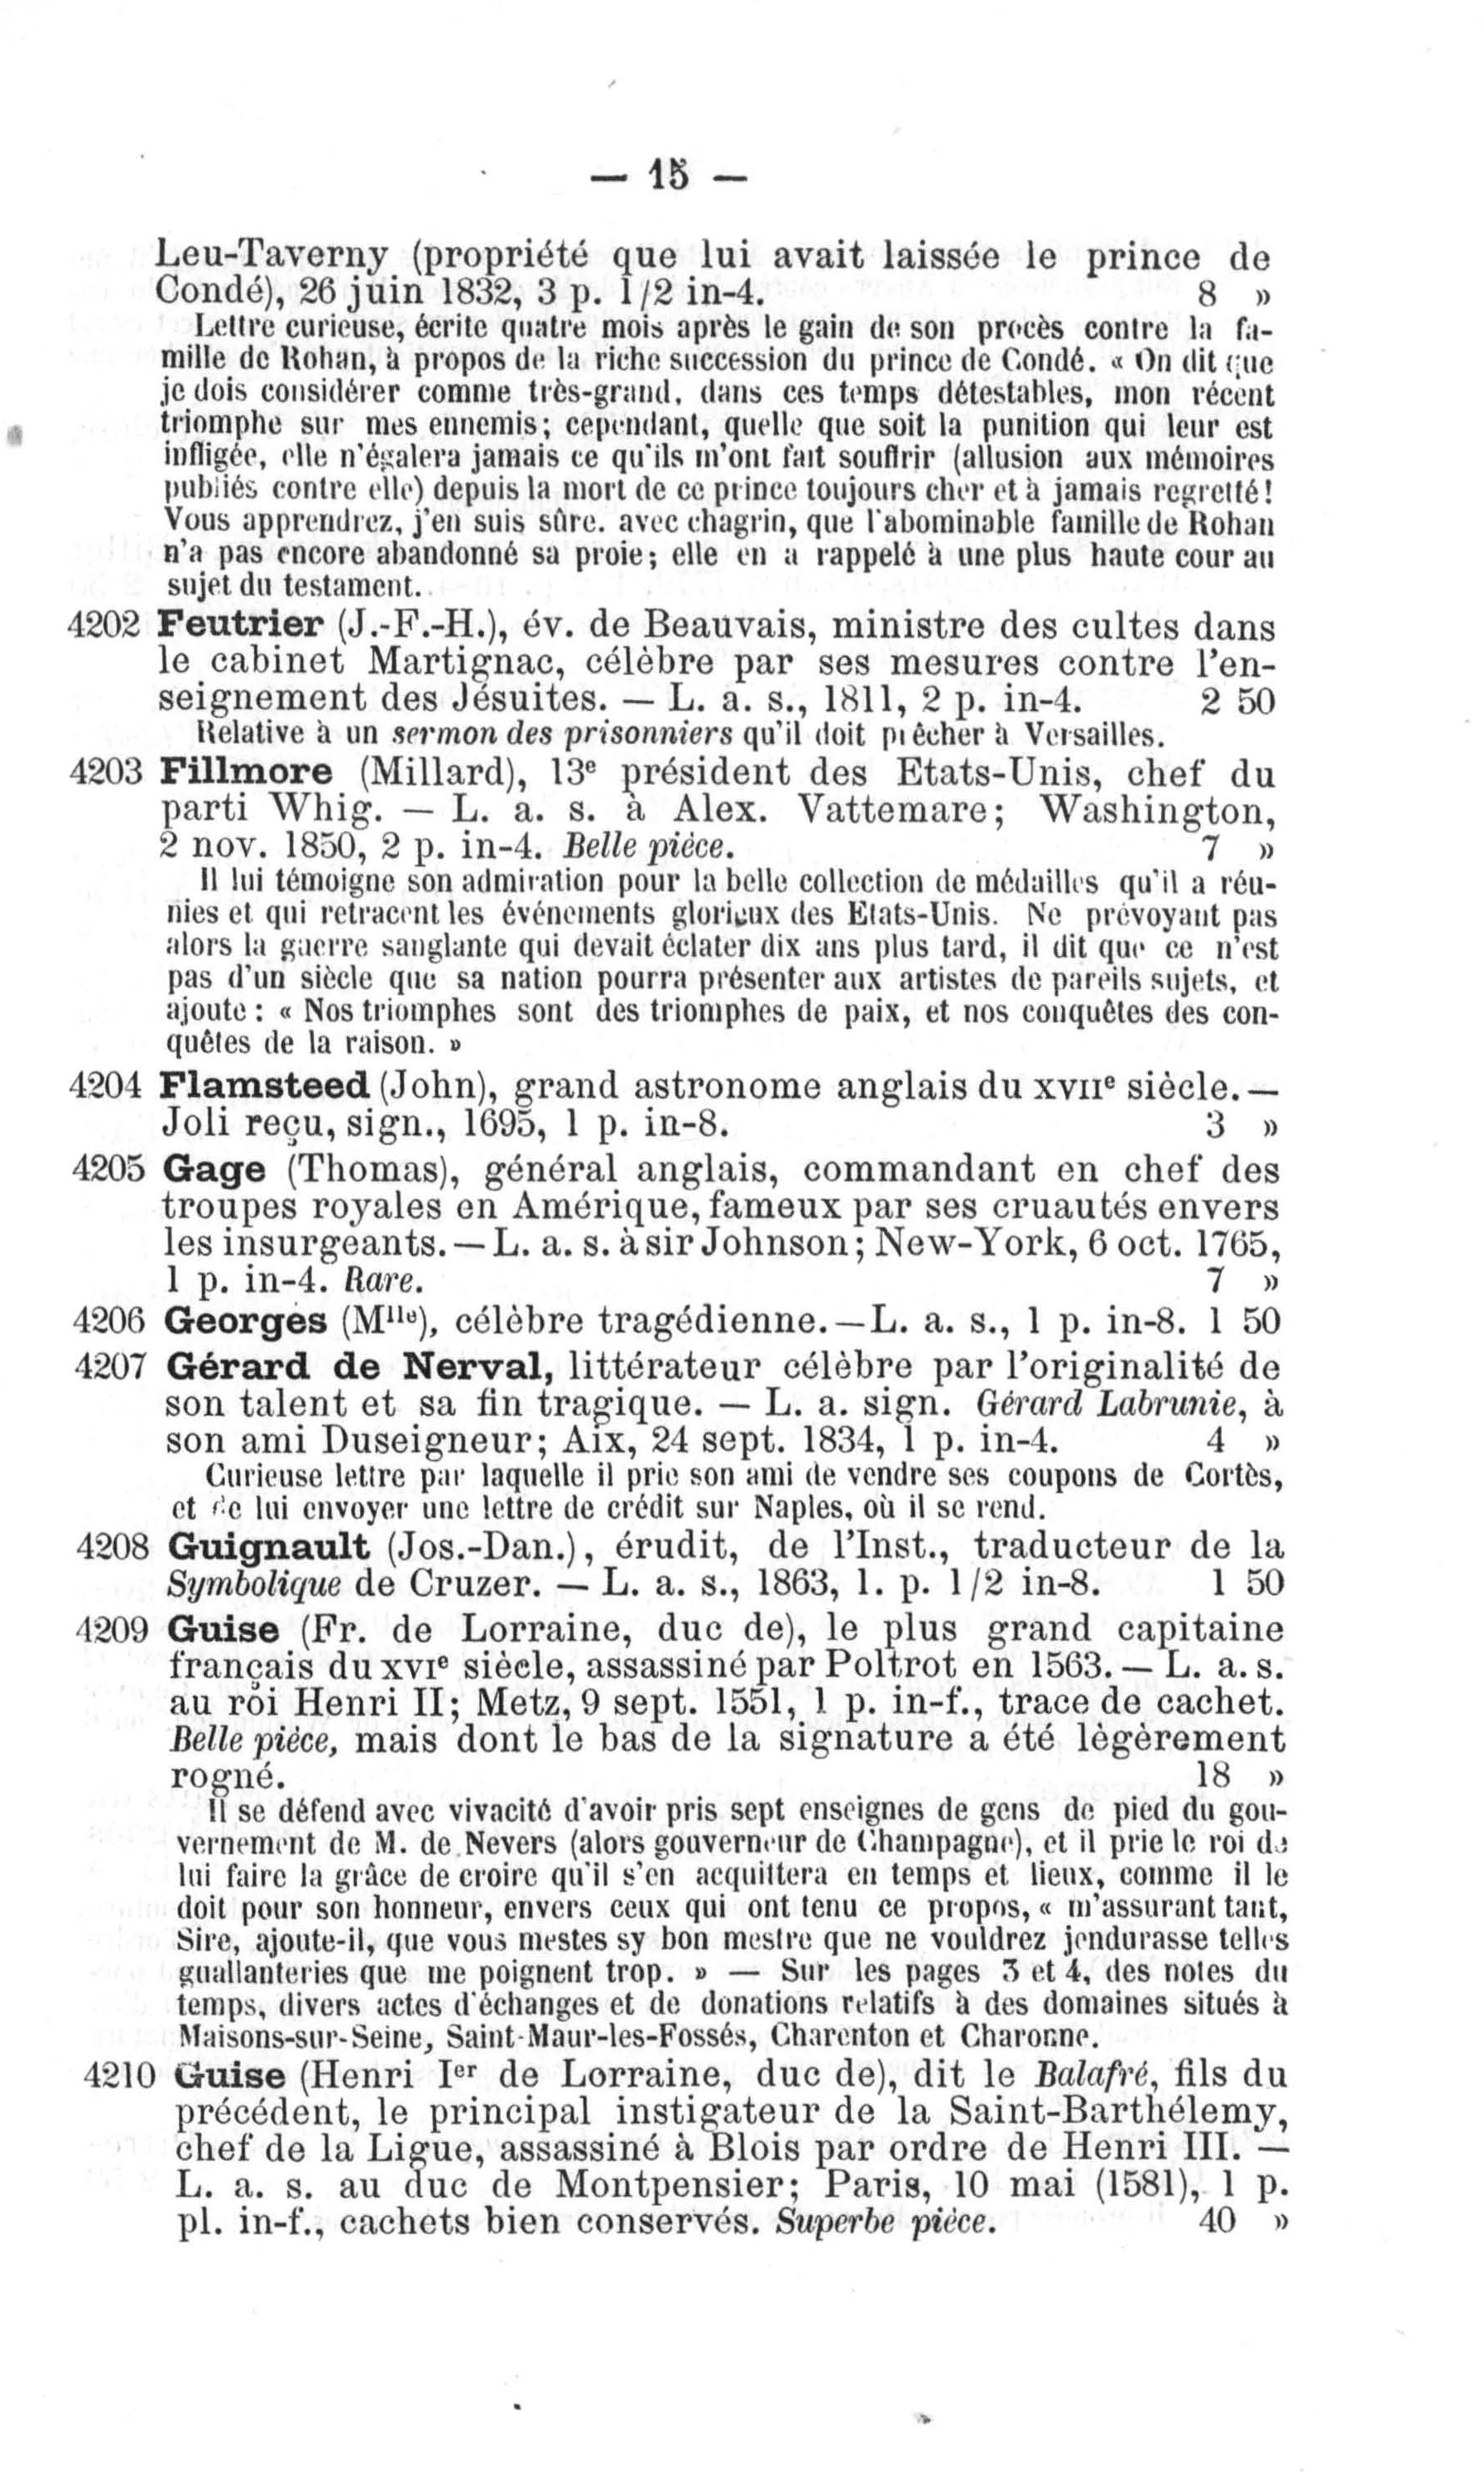 — 15 —
Leu-Taverny (propriété que lui avait laissée le prince de
Condé), 26 juin 1832, 3 p. 1/2 in-4. 8 »
Lettre curieuse, écrite quatre mois après le gain de son procès contre la fa-
mille de Rohan, à propos de la riche succession du prince de Condé. « On dit que
je dois considérer comme très-grand, dans ces temps détestables, mon récent
triomphe sur mes ennemis; cependant, quelle que soit la punition qui leur est
infligée, elle n'égalera jamais ce qu'ils m'ont fait souffrir (allusion aux mémoires
publiés contre elle) depuis la mort de ce prince toujours cher et à jamais regretté!
Vous apprendrez, j'en suis sûre. avec chagrin, que l'abominable famille de Rohan
n'a pas encore abandonné sa proie; elle en a rappelé à une plus haute cour au
sujet du testament.
4202 Feutrier (J.-F.-H.), év. de Beauvais, ministre des cultes dans
le cabinet Martignac, célèbre par ses mesures contre l'en-
seignement des Jésuites. — L. a. s., 1811, 2 p. in-4. 2 50
Relative à un sermon des prisonniers qu'il doit prêcher à Versailles.
4203 Fillmore (Millard), 13e président des Etats-Unis, chef du
parti Whig. — L. a. s. à Alex. Vattemare; Washington,
2 nov. 1850, 2 p. in-4. Belle pièce. 7 »
Il lui témoigne son admiration pour la belle collection de médailles qu'il a réu-
nies et qui retracent les événements glorieux des Etats-Unis. Ne prévoyant pas
alors la guerre sanglante qui devait éclater dix ans plus tard, il dit que ce n'est
pas d'un siècle que sa nation pourra présenter aux artistes de pareils sujets, et
ajoute : « Nos triomphes sont des triomphes de paix, et nos conquêtes des con-
quêtes de la raison. »
4204 Flamsteed (John), grand astronome anglais du XVIIe siècle. —
Joli reçu, sign., 1695, 1 p. in-8. 3 »
4205 Gage (Thomas), général anglais, commandant en chef des
troupes royales en Amérique, fameux par ses cruautés envers
les insurgeants. — L. a. s. à sir Johnson; New-York, 6 oct. 1765,
1 p. in-4. Rare. 7 »
4206 Georges (Mlle), célèbre tragédienne. — L. a. s., 1 p. in-8. 1 50
4207 Gérard de Nerval, littérateur célèbre par l'originalité de
son talent et sa fin tragique. — L. a. sign. Gérard Labrunie, à
son ami Duseigneur; Aix, 24 sept. 1834, 1 p. in-4. 4 »
Curieuse lettre par laquelle il prie son ami de vendre ses coupons de Cortès,
et de lui envoyer une lettre de crédit sur Naples, où il se rend.
4208 Guignault (Jos.-Dan.), érudit, de l'Inst., traducteur de la
Symbolique de Cruzer. — L. a. s., 1863, 1. p. 1/2 in-8. 1 50
4209 Guise (Fr. de Lorraine, duc de), le plus grand capitaine
français du XVIe siècle, assassiné par Poltrot en 1563. — L. a. s.
au roi Henri II; Metz, 9 sept. 1551, 1 p. in-f., trace de cachet.
Belle pièce, mais dont le bas de la signature a été lègèrement
rogné. 18 »
Il se défend avec vivacité d'avoir pris sept enseignes de gens de pied du gou-
vernement de M. de Nevers (alors gouverneur de Champagne), et il prie le roi de
lui faire la grâce de croire qu'il s'en acquittera en temps et lieux, comme il le
doit pour son honneur, envers ceux qui ont tenu ce propos, « m'assurant tant,
Sire, ajoute-il, que vous mestes sy bon mestre que ne vouldrez jendurasse telles
guallanteries que me poignent trop. » — Sur les pages 3 et 4, des notes du
temps, divers actes d'échanges et de donations relatifs à des domaines situés à
Maisons-sur-Seine, Saint-Maur-les-Fossés, Charenton et Charonne.
4210 Guise (Henri Ier de Lorraine, duc de), dit le Balafré, fils du
précédent, le principal instigateur de la Saint-Barthélemy,
chef de la Ligue, assassiné à Blois par ordre de Henri III. —
L. a. s. au duc de Montpensier; Paris, 10 mai (1581), 1 p.
pl. in-f., cachets bien conservés. Superbe pièce. 40 »